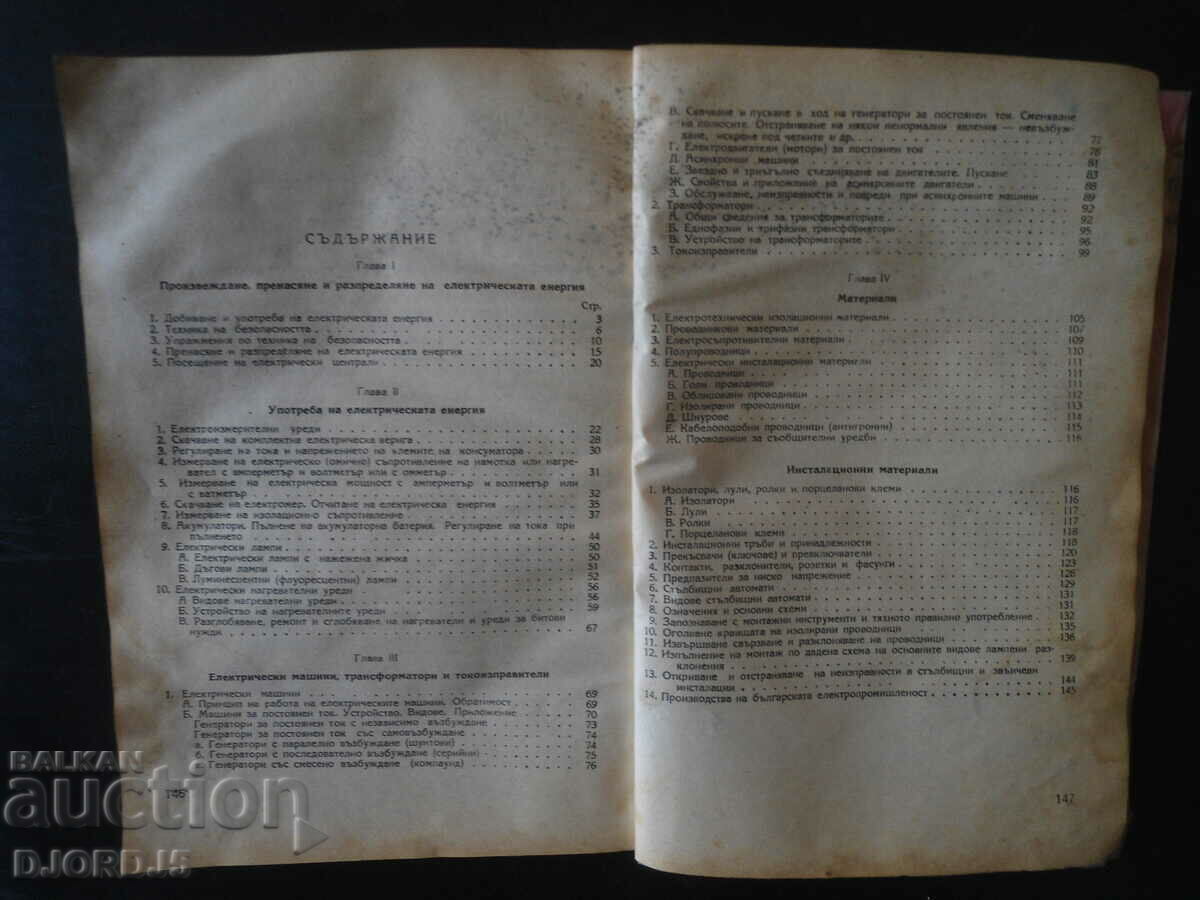 СЪДЪРЖАНИЕ
Глава I
Произвеждане, пренасяне и разпределяне на електрическата енергия
Стр.
1. Добиване и употреба на електрическата енергия 3
2. Техника на безопасността 6
3. Упражнения по техника на безопасността 10
4. Пренасяне и разпределяне на електрическата енергия 15
5. Посещение на електрически централи 20
Глава II
Употреба на електрическата енергия
1. Електроизмерителни уреди 22
2. Скачване на комплектна електрическа верига 28
3. Регулиране на тока и напрежението на клемите на консуматора 30
4. Измерване на електрическо (омично) съпротивление на намотка или нагре-
вател с амперметър и волтметър или с омметър 31
5. Измерване на електрическа мощност с амперметър и волтметър или
с ватметър 32
6. Скачване на електромер. Отчитане на електрическа енергия 35
7. Измерване на изолационно съпротивление 37
8. Акумулатори. Пълнене на акумулаторна батерия. Регулиране на тока при
пълненето 44
9. Електрически лампи 50
А. Електрически лампи с нажежена жичка 50
Б. Дъгови лампи 51
В. Луминесцентни (флуоресцентни) лампи 52
10. Електрически нагревателни уреди 56
А Видове нагревателни уреди 56
Б. Устройство на нагревателните уреди 59
В. Разглобяване, ремонт и сглобяване на нагреватели и уреди за битови
нужди 67
Глава III
Електрически машини, трансформатори и токоизправители
1. Електрически машини 69
А. Принцип на работа на електрическите машини. Обратимост 69
Б. Машини за постоянен ток. Устройство. Видове. Приложение 70
Генератори за постоянен ток с независимо възбуждане 73
Генератори за постоянен ток със самовъзбуждане 74
а. Генератори с паралелно възбуждане (шунтови) 74
б. Генератори с последователно възбуждане (серийни) 75
в. Генератори със смесено възбуждане (компаунд) 76
146
В. Скачване и пускане в ход на генератори за постоянен ток. Сменяване
на полюсите. Отстраняване на някои ненормални явления — невъзбуж-
дане, искрене под четките и др. 77
Г. Електродвигатели (мотори) за постоянен ток 78
Д. Асинхронни машини 81
Е. Звездно и триъгълно съединяване на двигателите. Пускане 83
Ж. Свойства и приложение на асинхронните двигатели 88
З. Обслужване, неизправности и повреди при асинхронните машини 89
2. Трансформатори 92
А. Общи сведения за трансформаторите 92
Б. Еднофазни и трифазни трансформатори 95
В. Устройство на трансформаторите 96
3. Токоизправители 99
Глава IV
Материали
1. Електротехнически изолационни материали 105
2. Проводникови материали 107
3. Електросъпротивителни материали 109
4. Полупроводници 110
5. Електрически инсталационни материали 111
А. Проводници 111
Б. Голи проводници 111
В. Облицовани проводници 112
Г. Изолирани проводници 113
Д. Шнурове 114
Е. Кабелоподобни проводници (антигронни) 115
Ж. Проводници за съобщителни уредби 116
Инсталационни материали
1. Изолатори, лули, ролки и порцеланови клеми 116
А. Изолатори 116
Б. Лули 117
В. Ролки 117
Г. Порцеланови клеми 118
2. Инсталационни тръби и принадлежности 118
3. Прекъсвачи (ключове) и превключватели 120
4. Контакти, разклонители, розетки и фасунги 123
5. Предпазители за ниско напрежение 128
6. Стълбищни автомати 129
7. Видове стълбищни автомати 131
8. Означения и основни схеми 131
9. Запознаване с монтажни инструменти и тяхното правилно употребление 132
10. Оголване краищата на изолирани проводници 135
11. Извършване свързване и разклоняване на проводници 136
12. Изпълнение на монтаж по дадена схема на основните видове лампени раз-
клонения 139
13. Откриване и отстраняване на неизправности в стълбищни и звънчеви
инсталации 144
14. Производства на българската електропромишленост 145
147
BALKAN
auction
DJORD_15